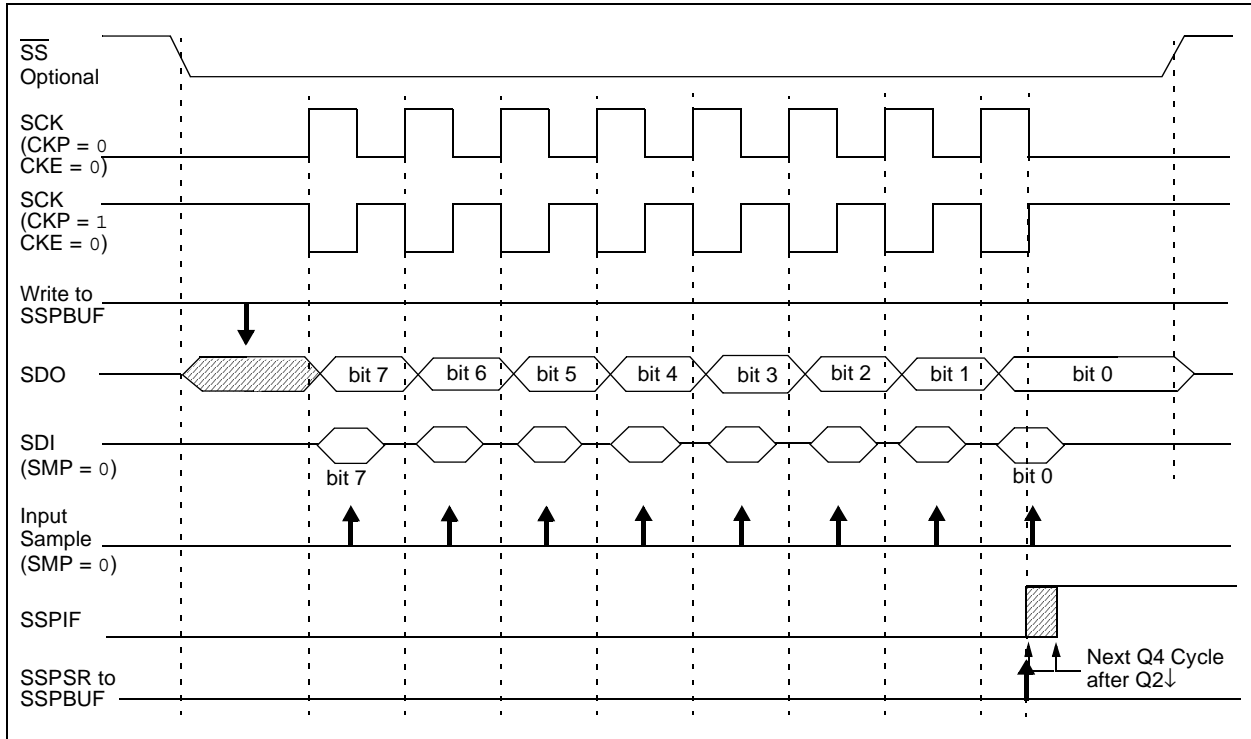 SS
Optional
SCK
(CKP = 0
CKE = 0)
SCK
(CKP = 1
CKE = 0)
Write to
SSPBUF
SDO
bit 7
bit 6
bit 5
bit 4
bit 3
bit 2
bit 1
bit 0
SDI
(SMP = 0)
bit 7
bit 0
Input
Sample
(SMP = 0)
SSPIF
Next Q4 Cycle
after Q2↓
SSPSR to
SSPBUF